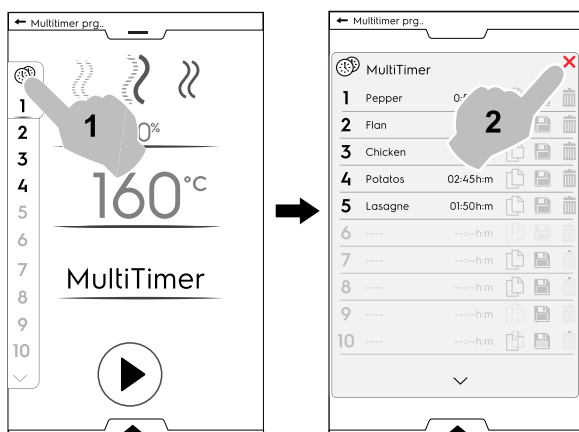 ← Multitimer prg..
1
2
3
4
5
6
7
8
9
10
1
0%
160°C
MultiTimer
← Multitimer prg..
MultiTimer
1 Pepper 0:
2 Flan
3 Chicken
4 Potatos 02:45h:m
5 Lasagne 01:50h:m
6 ---- --:--h:m
7 ---- --:--h:m
8 ---- --:--h:m
9 ---- --:--h:m
10 ---- --:--h:m
2